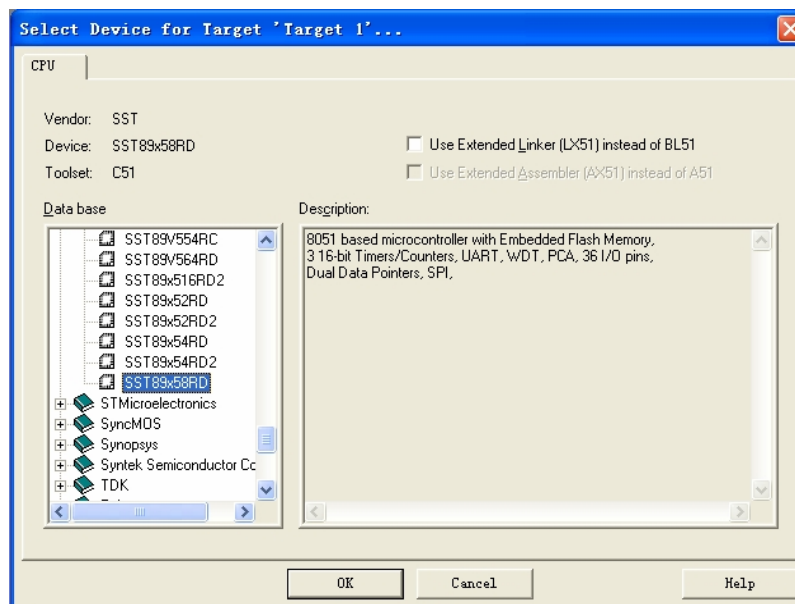 Select Device for Target 'Target 1'...
CPU
Vendor: SST
Device: SST89x58RD
Toolset: C51
Use Extended Linker (LX51) instead of BL51
Use Extended Assembler (AX51) instead of A51
Data base
SST89V554RC
SST89V564RD
SST89x516RD2
SST89x52RD
SST89x52RD2
SST89x54RD
SST89x54RD2
SST89x58RD
STMicroelectronics
SyncMOS
Synopsys
Syntek Semiconductor Co
TDK
Description:
8051 based microcontroller with Embedded Flash Memory,
3 16-bit Timers/Counters, UART, WDT, PCA, 36 I/O pins,
Dual Data Pointers, SPI,
OK
Cancel
Help